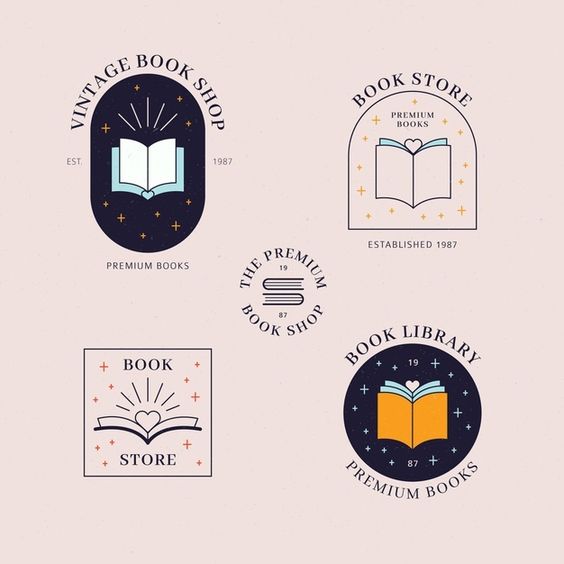 VINTAGE BOOK SHOP
EST. 1987
PREMIUM BOOKS
BOOK STORE
PREMIUM
BOOKS
ESTABLISHED 1987
THE PREMIUM
19
87
BOOK SHOP
BOOK
STORE
BOOK LIBRARY
19
87
PREMIUM BOOKS